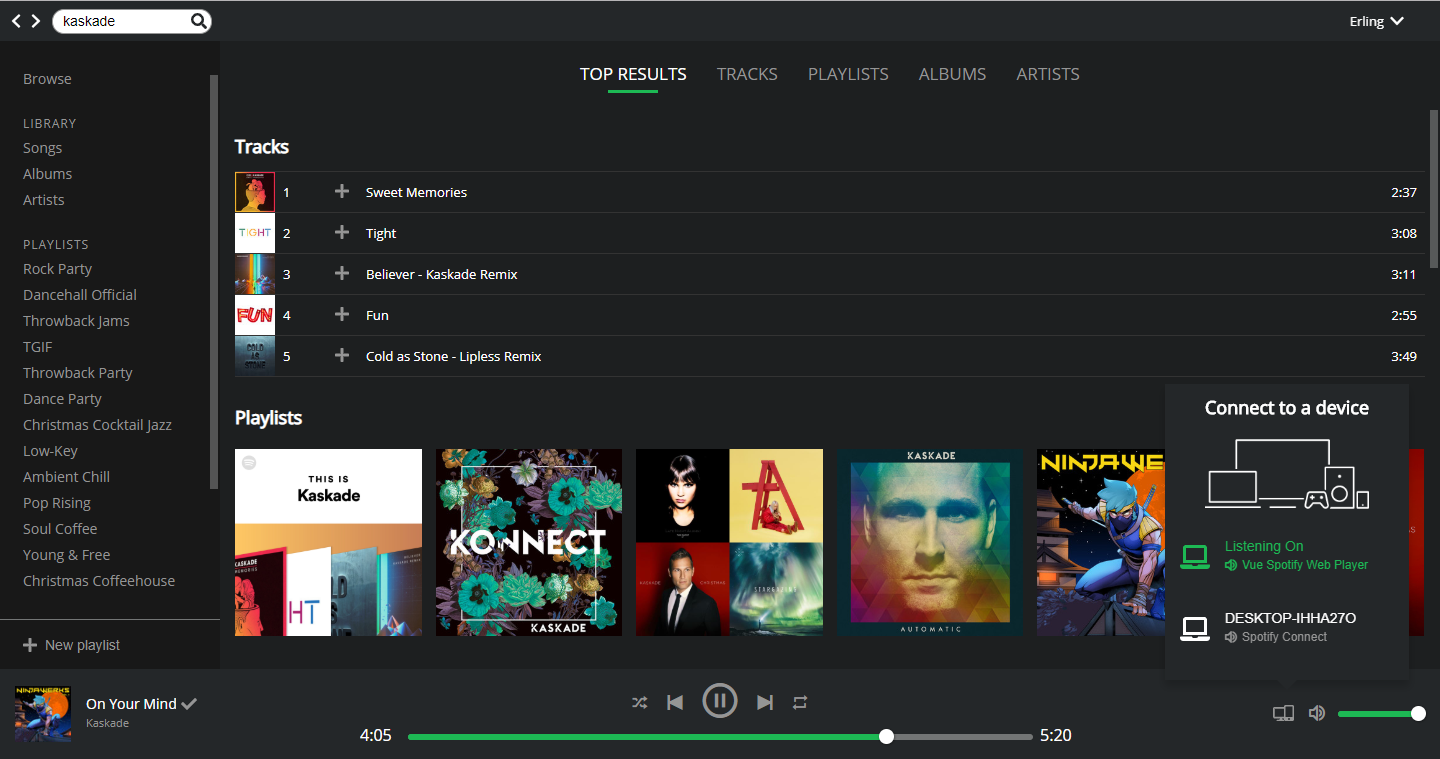 kaskade
Erling
Browse
LIBRARY
Songs
Albums
Artists
PLAYLISTS
Rock Party
Dancehall Official
Throwback Jams
TGIF
Throwback Party
Dance Party
Christmas Cocktail Jazz
Low-Key
Ambient Chill
Pop Rising
Soul Coffee
Young & Free
Christmas Coffeehouse
New playlist
TOP RESULTS TRACKS PLAYLISTS ALBUMS ARTISTS
Tracks
1 Sweet Memories 2:37
TIGHT 2 Tight 3:08
3 Believer - Kaskade Remix 3:11
FUN 4 Fun 2:55
COLD AS STONE 5 Cold as Stone - Lipless Remix 3:49
Playlists
THIS IS
Kaskade
KASKADE
MEMORIES
HT
KONNECT
KASKADE
KASKADE CHRISTMAS
STARGAZING
KASKADE
AUTOMATIC
NINJAWE
Connect to a device
Listening On
Vue Spotify Web Player
DESKTOP-IHHA27O
Spotify Connect
NINJAWERKS
On Your Mind
Kaskade
4:05 5:20